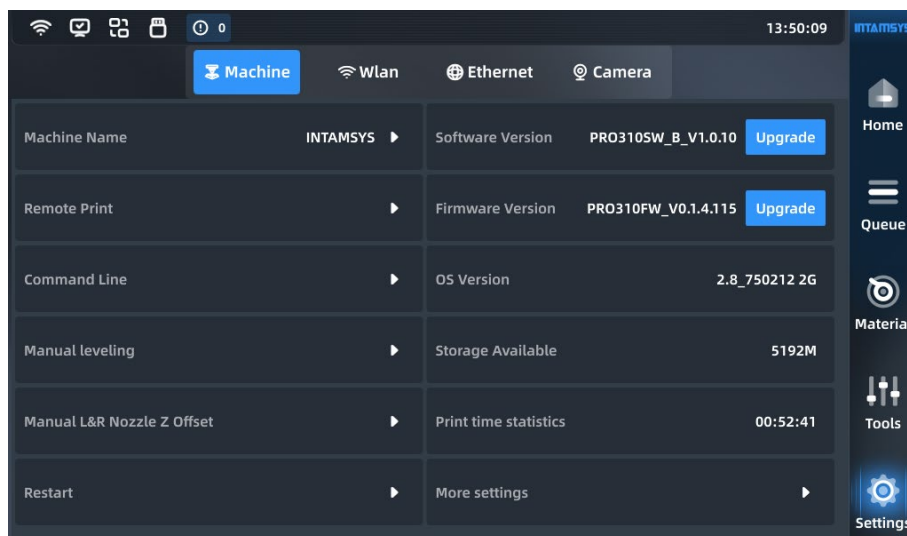 0
13:50:09
INTAMSYS
Machine
Wlan
Ethernet
Camera
Machine Name INTAMSYS
Software Version PRO310SW_B_V1.0.10 Upgrade
Remote Print
Firmware Version PRO310FW_V0.1.4.115 Upgrade
Command Line
OS Version 2.8_750212 2G
Manual leveling
Storage Available 5192M
Manual L&R Nozzle Z Offset
Print time statistics 00:52:41
Restart
More settings
Home
Queue
Materia
Tools
Settings